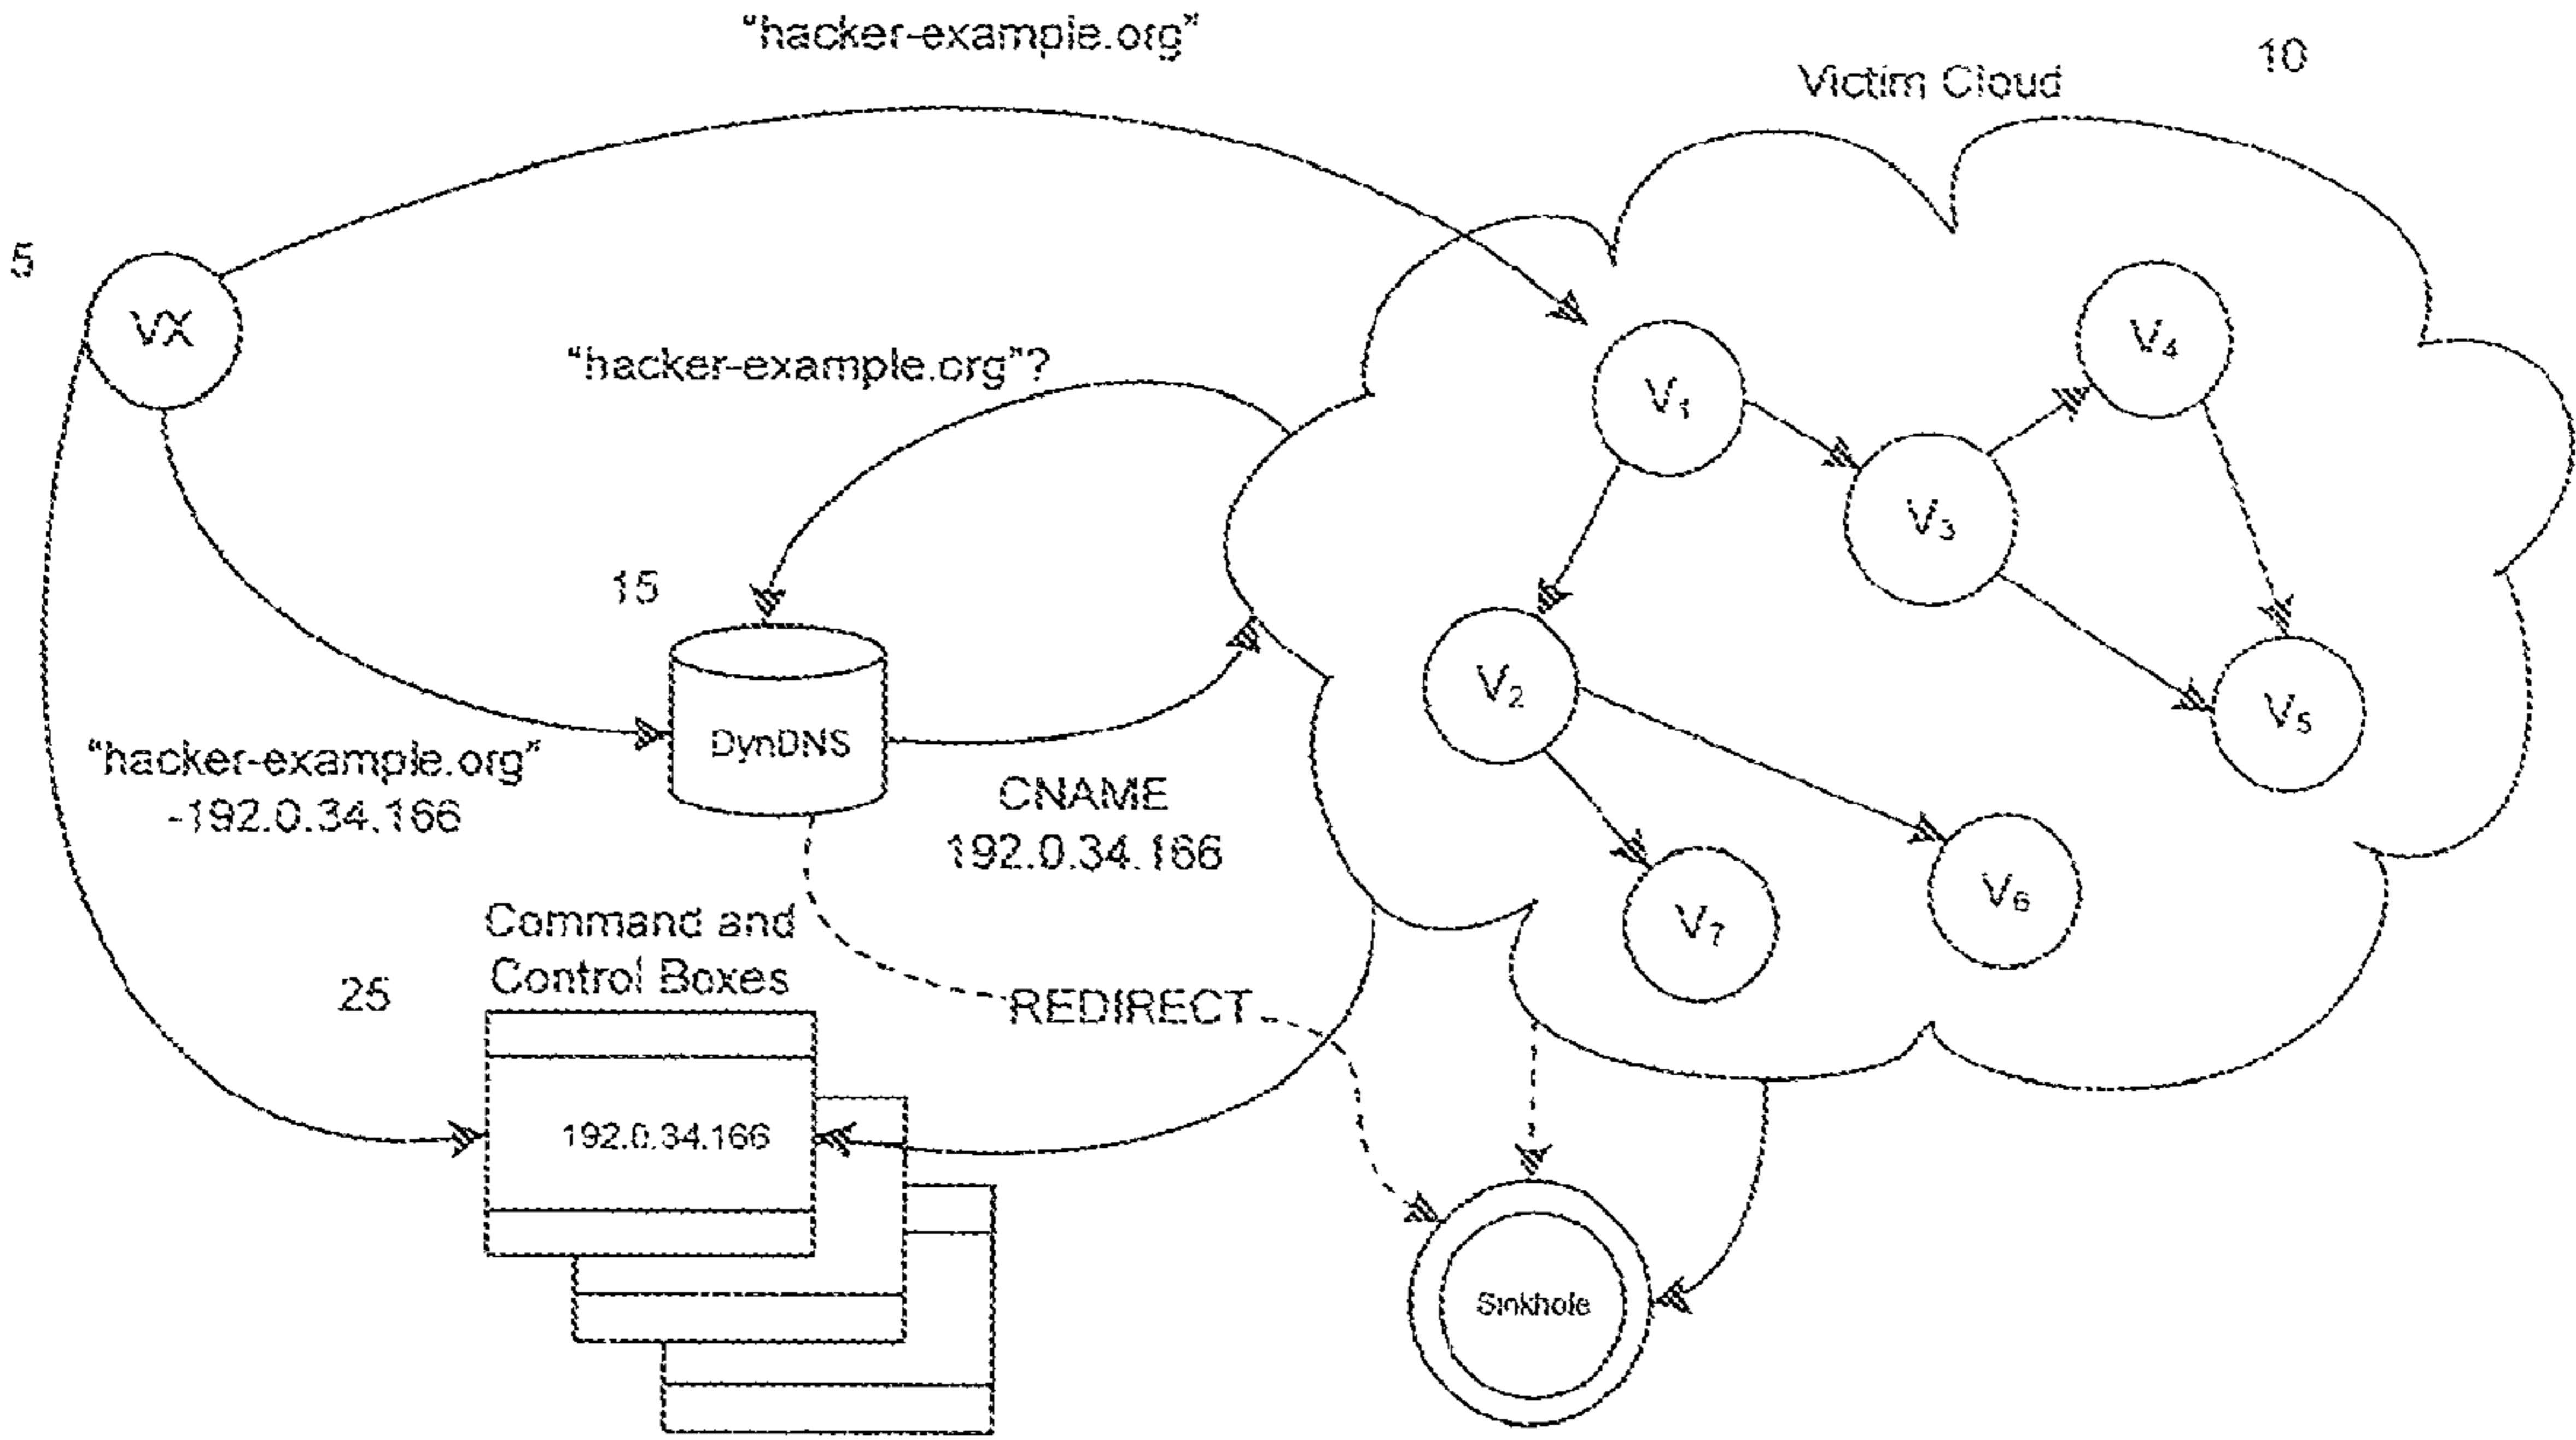 “hacker-example.org”
Victim Cloud
10
5
VX
“hacker-example.org”?
V₁
V₄
V₃
15
V₂
V₅
DynDNS
“hacker-example.org”
-192.0.34.166
CNAME
192.0.34.166
V₆
V₇
Command and
Control Boxes
25
REDIRECT
192.0.34.166
Sinkhole